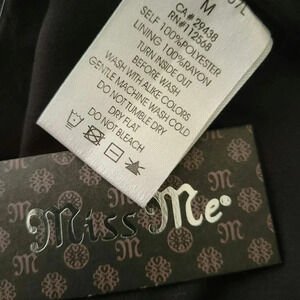 07L
M
CA# 29438
RN#112568
SELF 100%POLYESTER
LINING 100%RAYON
TURN INSIDE OUT
BEFORE WASH
WASH WITH ALIKE COLORS
GENTLE MACHINE WASH COLD
DO NOT TUMBLE DRY
DRY FLAT
DO NOT BLEACH
Miss Me®